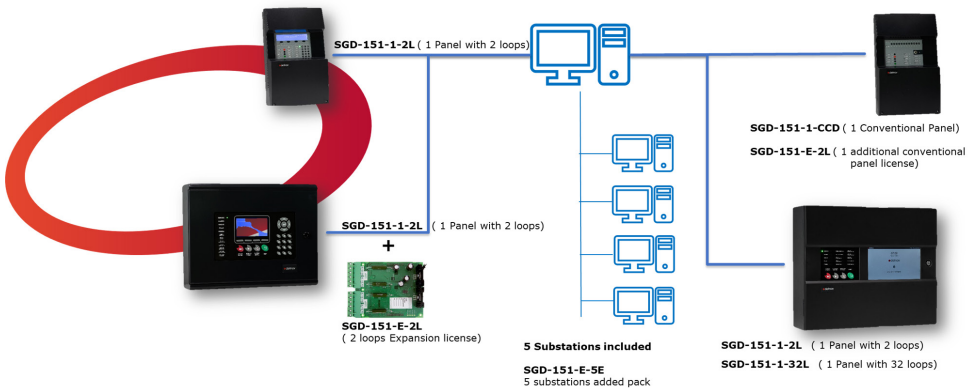 SGD-151-1-2L ( 1 Panel with 2 loops)
SGD-151-1-CCD ( 1 Conventional Panel)
SGD-151-E-2L ( 1 additional conventional
panel license)
SGD-151-1-2L ( 1 Panel with 2 loops)
+
SGD-151-E-2L
( 2 loops Expansion license)
5 Substations included
SGD-151-E-5E
5 substations added pack
SGD-151-1-2L ( 1 Panel with 2 loops)
SGD-151-1-32L ( 1 Panel with 32 loops)